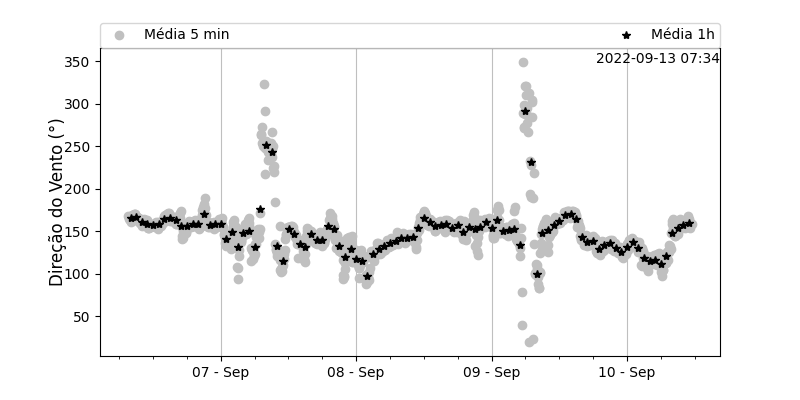 Média 5 min
Média 1h
2022-09-13 07:34
Direção do Vento (°)
350
300
250
200
150
100
50
07 - Sep
08 - Sep
09 - Sep
10 - Sep